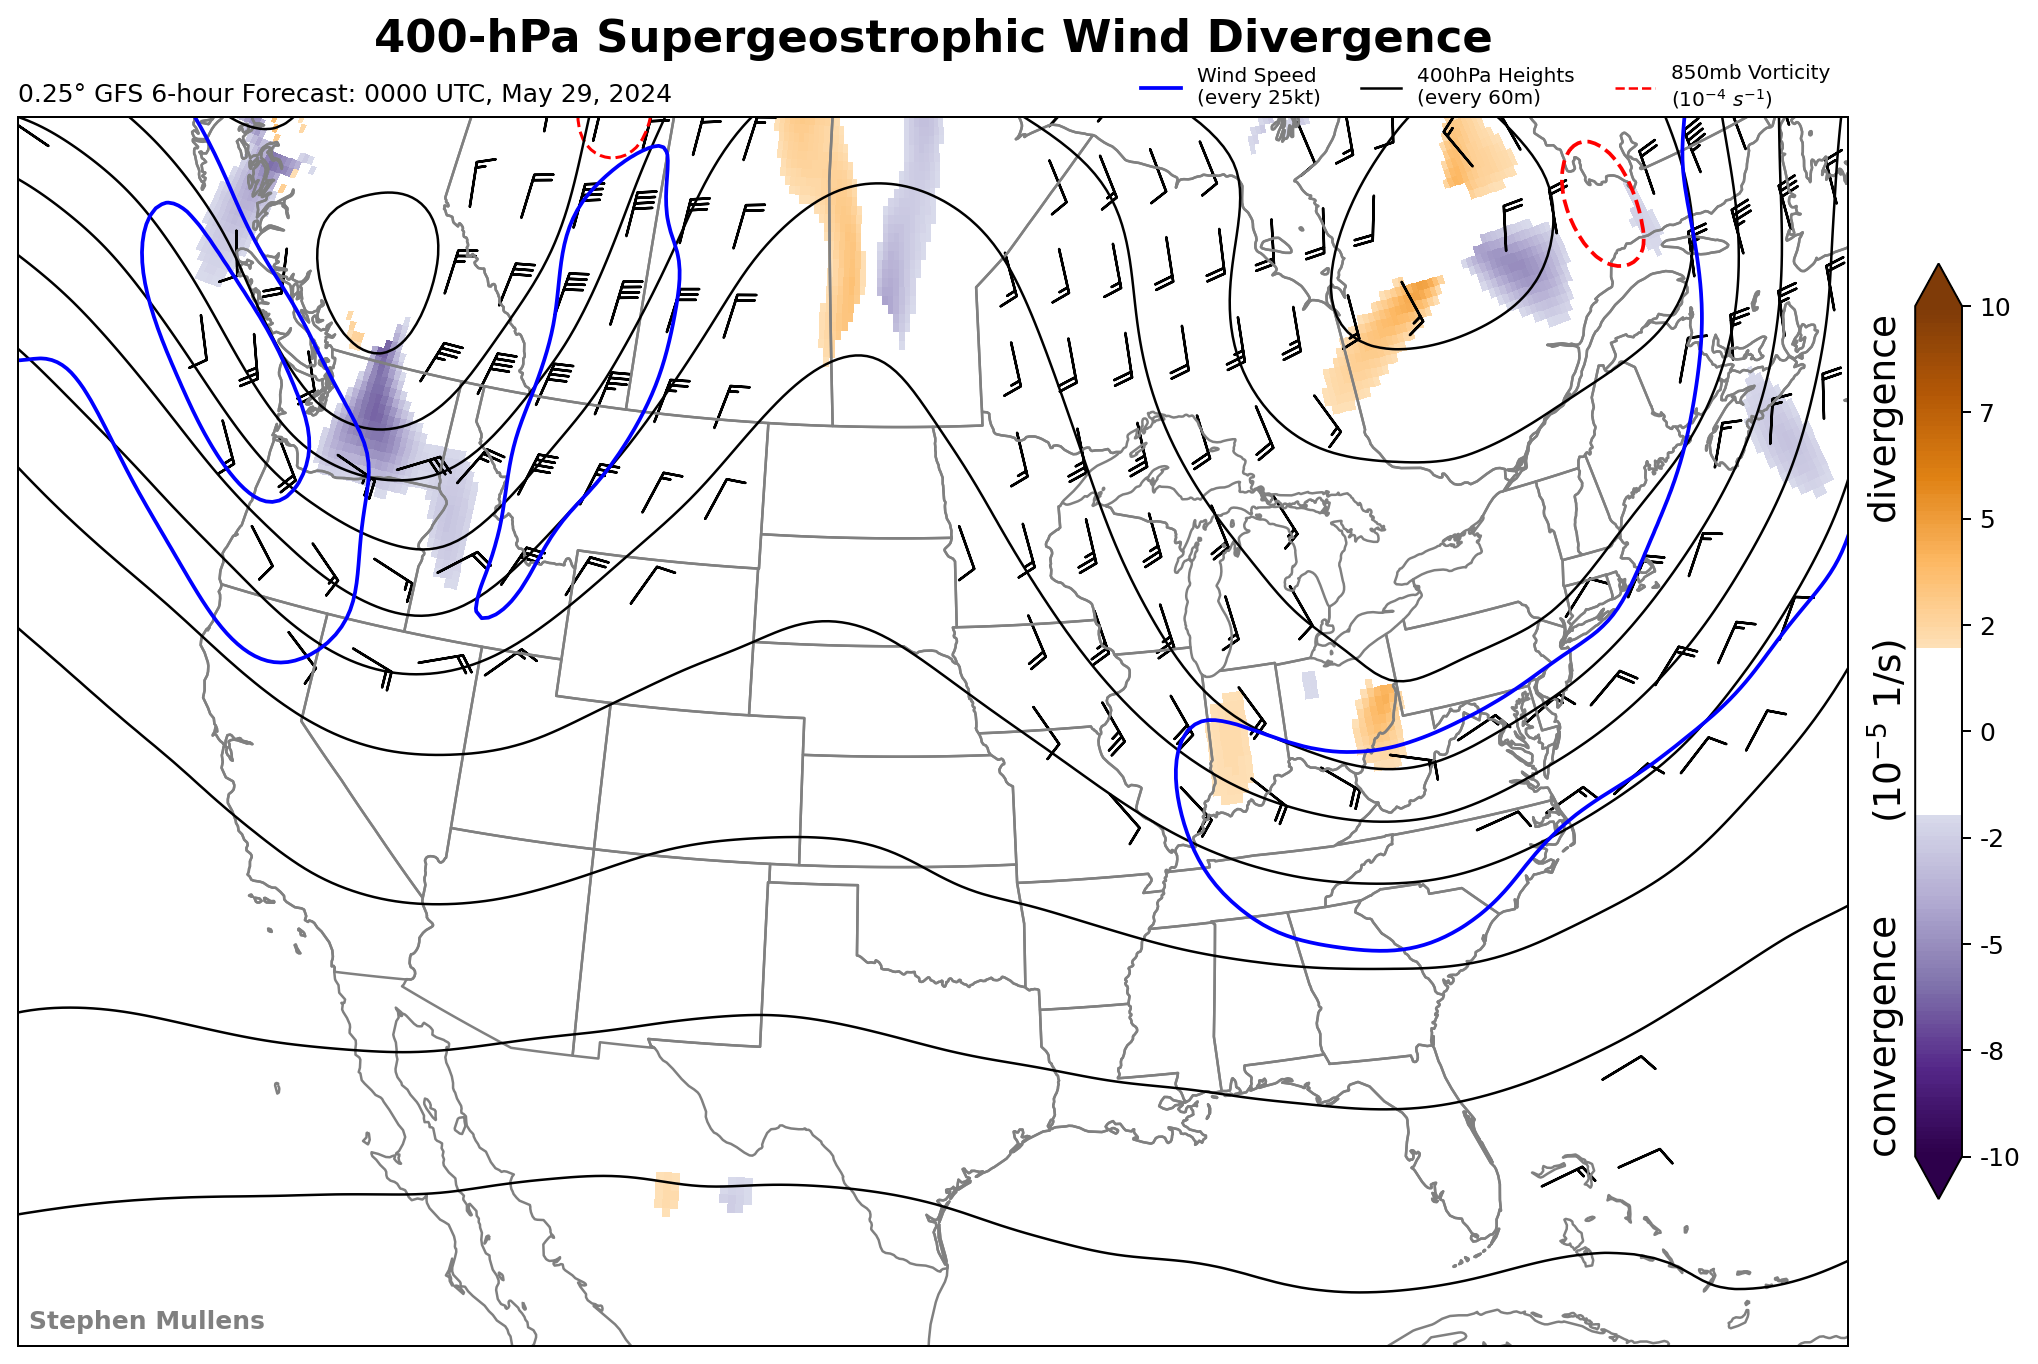 400-hPa Supergeostrophic Wind Divergence
0.25° GFS 6-hour Forecast: 0000 UTC, May 29, 2024
Wind Speed
(every 25kt)
400hPa Heights
(every 60m)
850mb Vorticity
(10⁻⁴ s⁻¹)
10
7
5
2
0
-2
-5
-8
-10
convergence (10⁻⁵ 1/s) divergence
Stephen Mullens